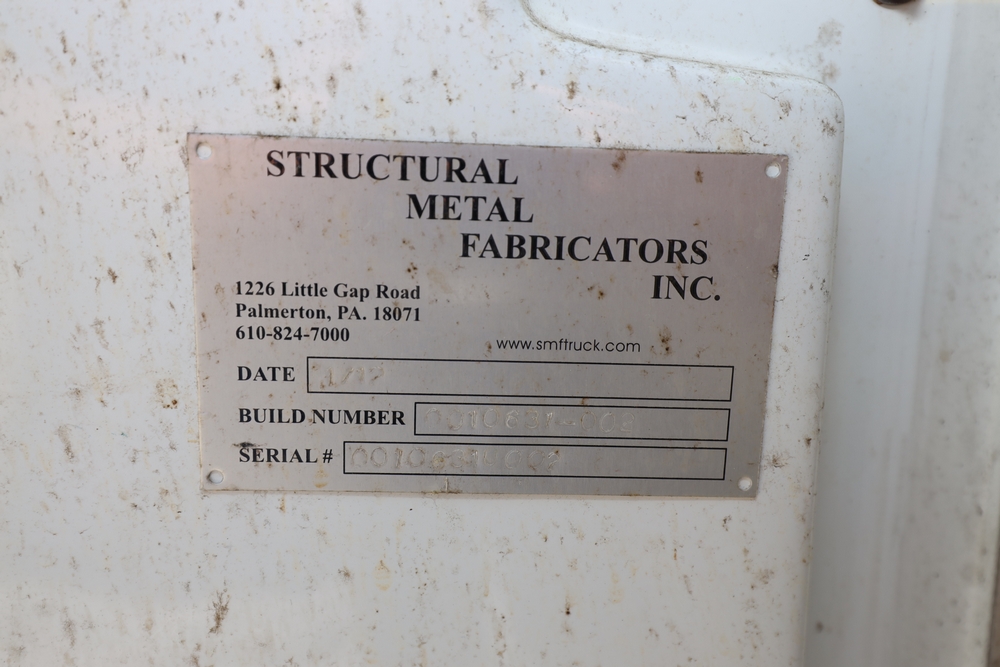 STRUCTURAL
METAL
FABRICATORS
INC.
1226 Little Gap Road
Palmerton, PA. 18071
610-824-7000
www.smftruck.com
DATE
BUILD NUMBER
SERIAL #